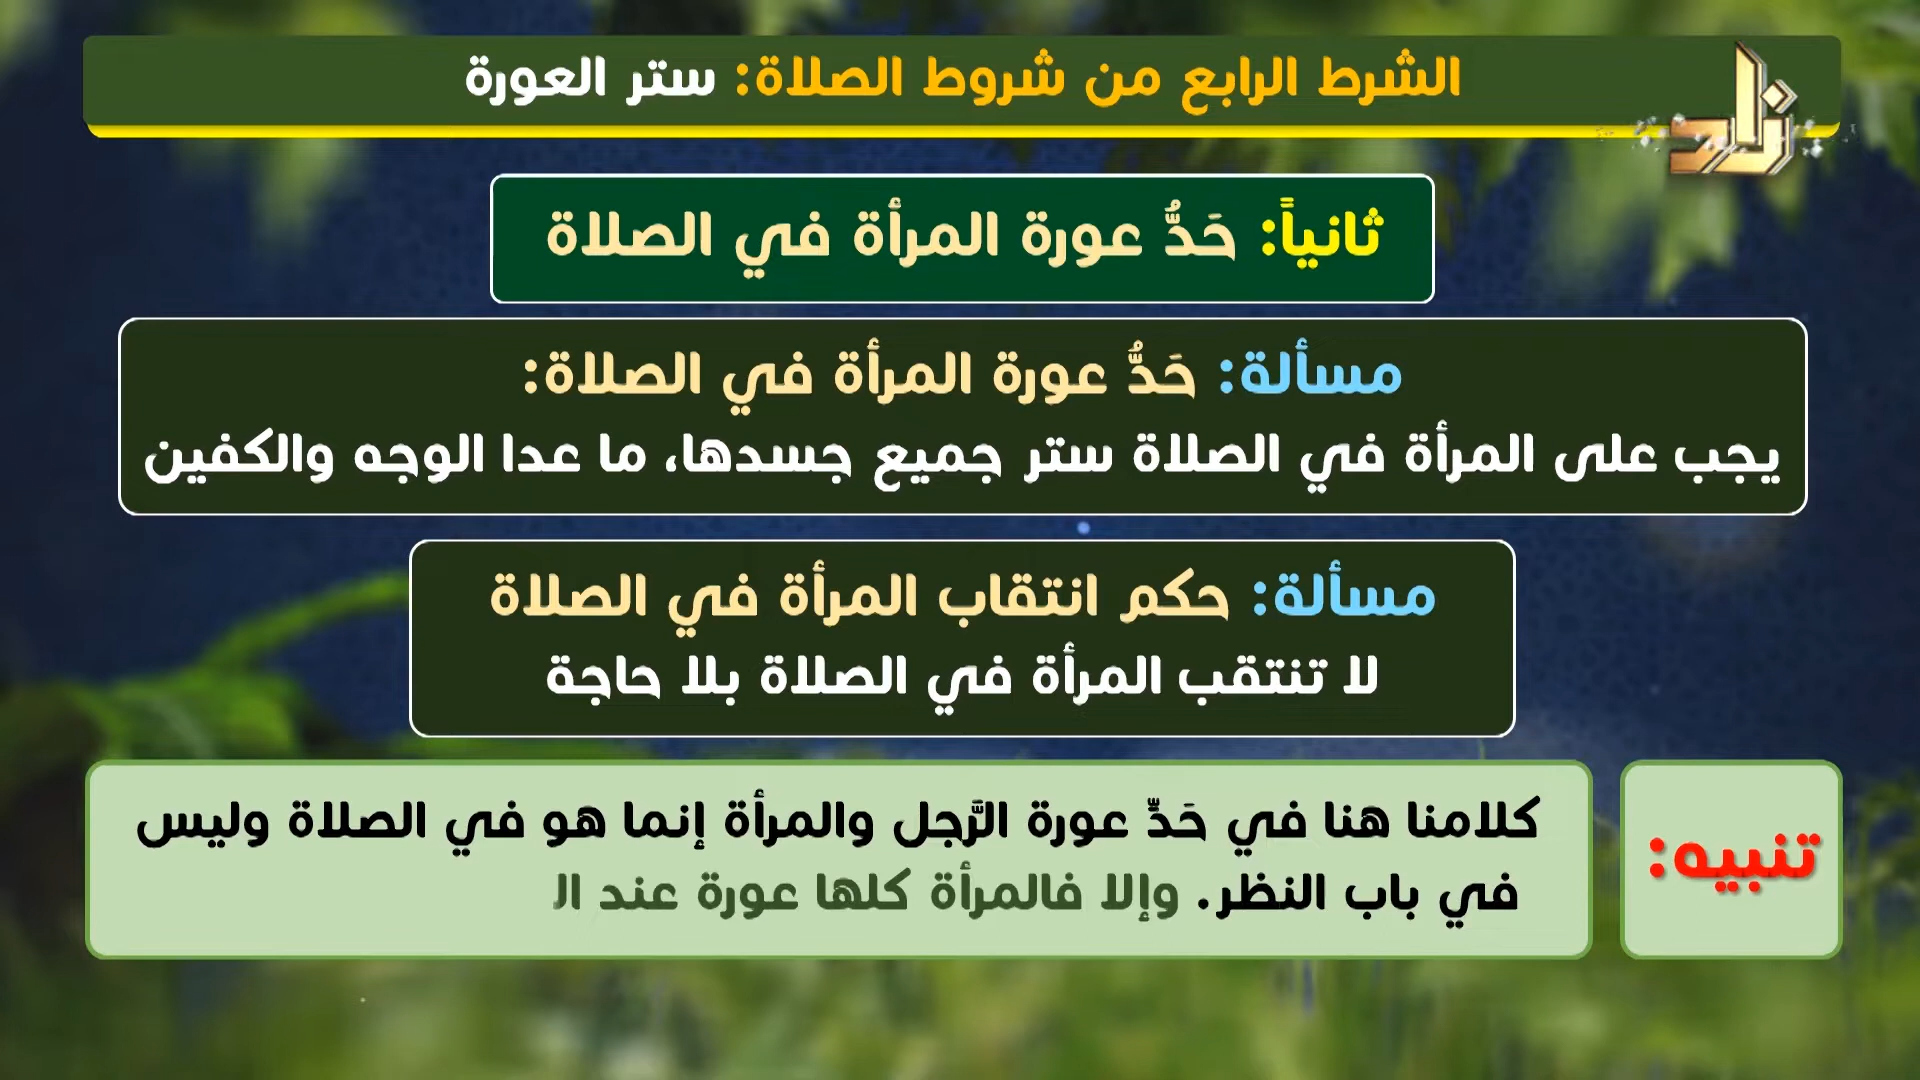 الشرط الرابع من شروط الصلاة: ستر العورة
زاد
ثانياً: حَدُّ عورة المرأة في الصلاة
مسألة: حَدُّ عورة المرأة في الصلاة:
يجب على المرأة في الصلاة ستر جميع جسدها، ما عدا الوجه والكفين
مسألة: حكم انتقاب المرأة في الصلاة
لا تنتقب المرأة في الصلاة بلا حاجة
تنبيه:
كلامنا هنا في حَدِّ عورة الرَّجل والمرأة إنما هو في الصلاة وليس
في باب النظر. وإلا فالمرأة كلها عورة عند